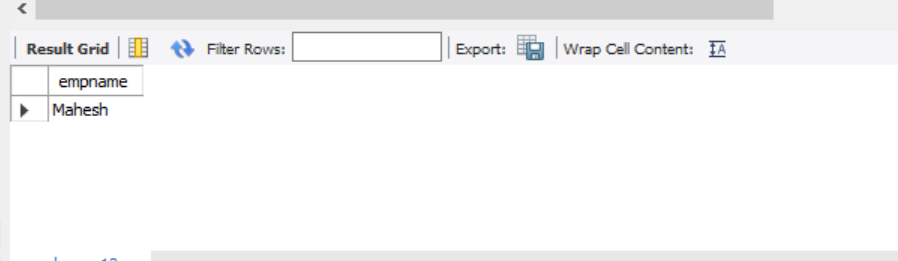 Result Grid Filter Rows: Export: Wrap Cell Content:
empname
Mahesh